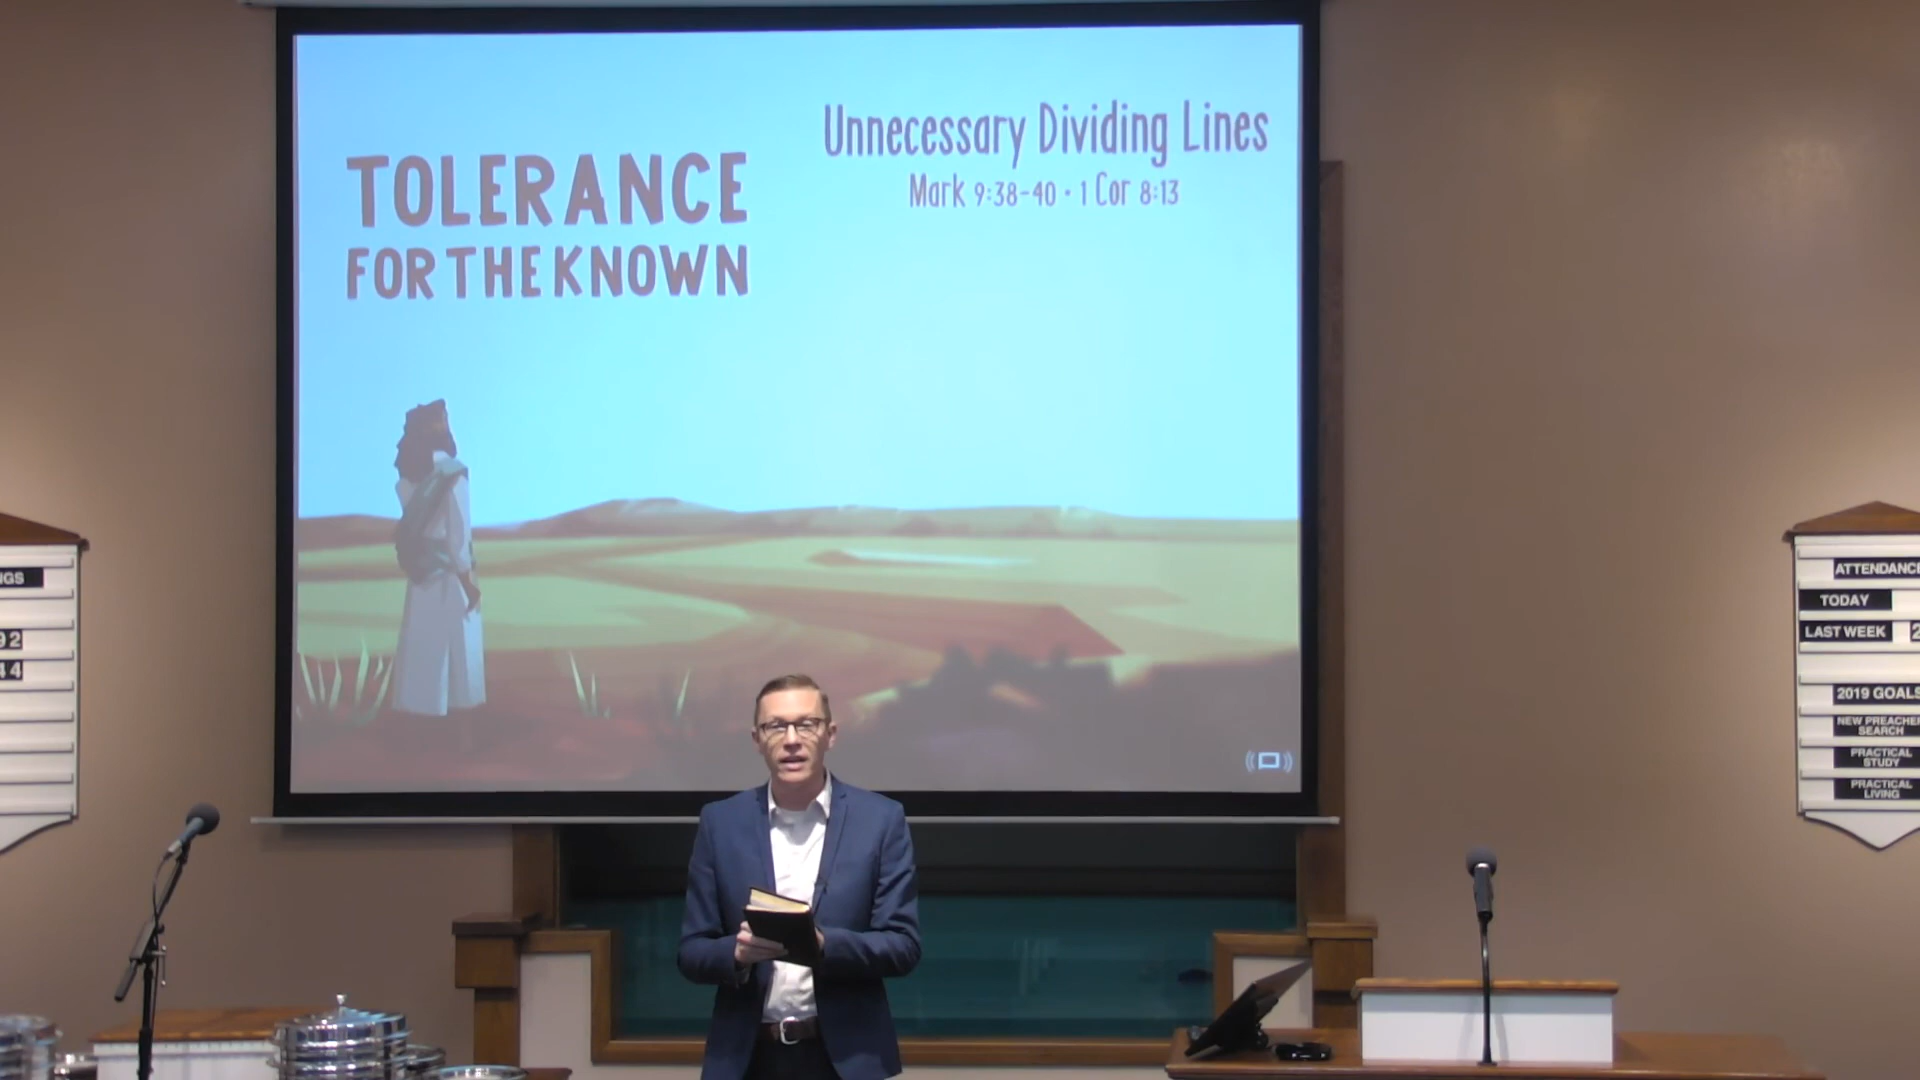 TOLERANCE
FOR THE KNOWN
Unnecessary Dividing Lines
Mark 9:38-40 • 1 Cor 8:13
ATTENDANCE
TODAY
LAST WEEK
2019 GOALS
NEW PREACHER
SEARCH
PRACTICAL
STUDY
PRACTICAL
LIVING